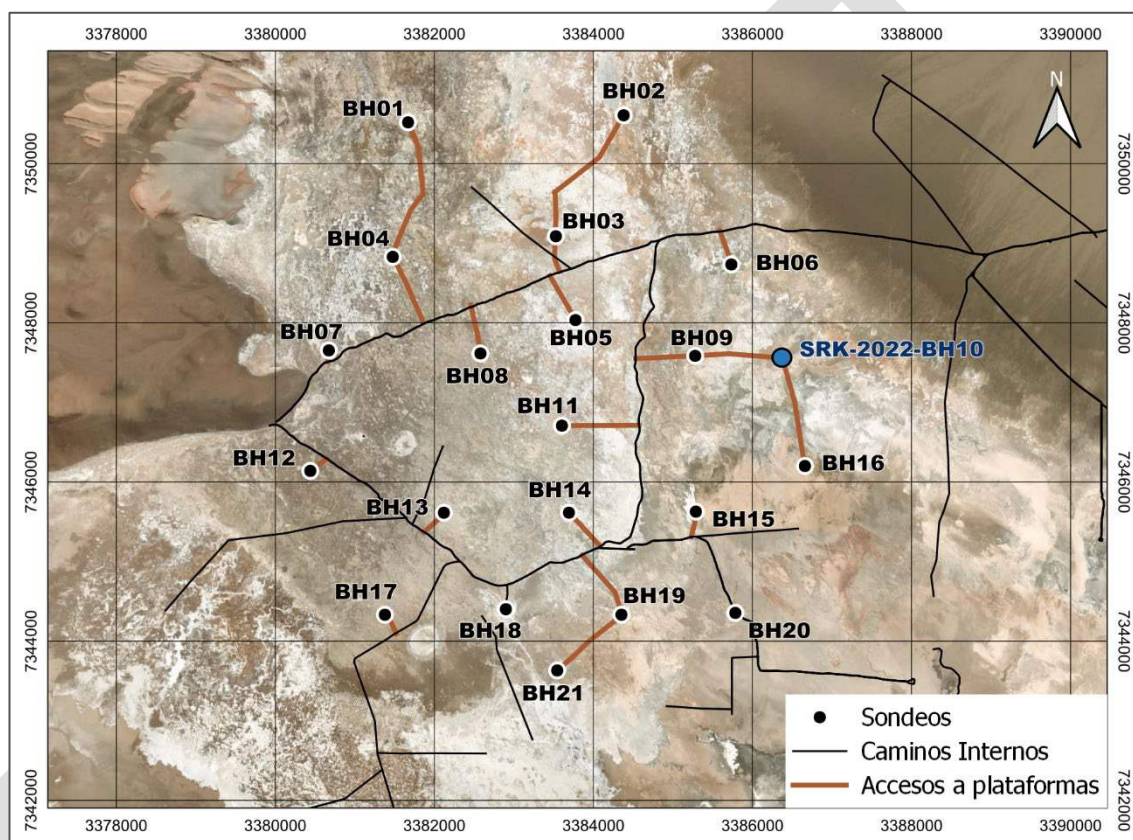 3378000 3380000 3382000 3384000 3386000 3388000 3390000
N
BH01
BH02
7350000
7350000
BH03
BH04
BH06
7348000
7348000
BH07
BH05
BH09
SRK-2022-BH10
BH08
BH11
BH12
BH16
7346000
7346000
BH13
BH14
BH15
BH17
BH19
BH18
BH20
7344000
7344000
BH21
Sondeos
Caminos Internos
Accesos a plataformas
7342000
7342000
3378000 3380000 3382000 3384000 3386000 3388000 3390000